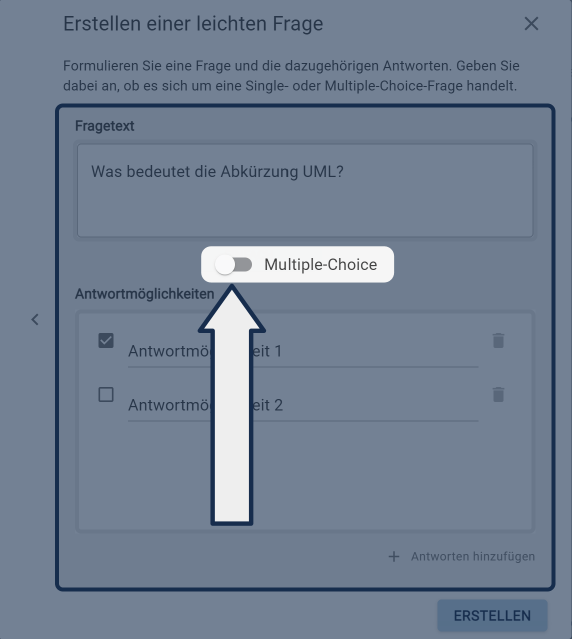 Erstellen einer leichten Frage
Formulieren Sie eine Frage und die dazugehörigen Antworten. Geben Sie
dabei an, ob es sich um eine Single- oder Multiple-Choice-Frage handelt.
Fragetext
Was bedeutet die Abkürzung UML?
Multiple-Choice
Antwortmöglichkeiten
Antwortmö eit 1
Antwortmö eit 2
Antworten hinzufügen
ERSTELLEN